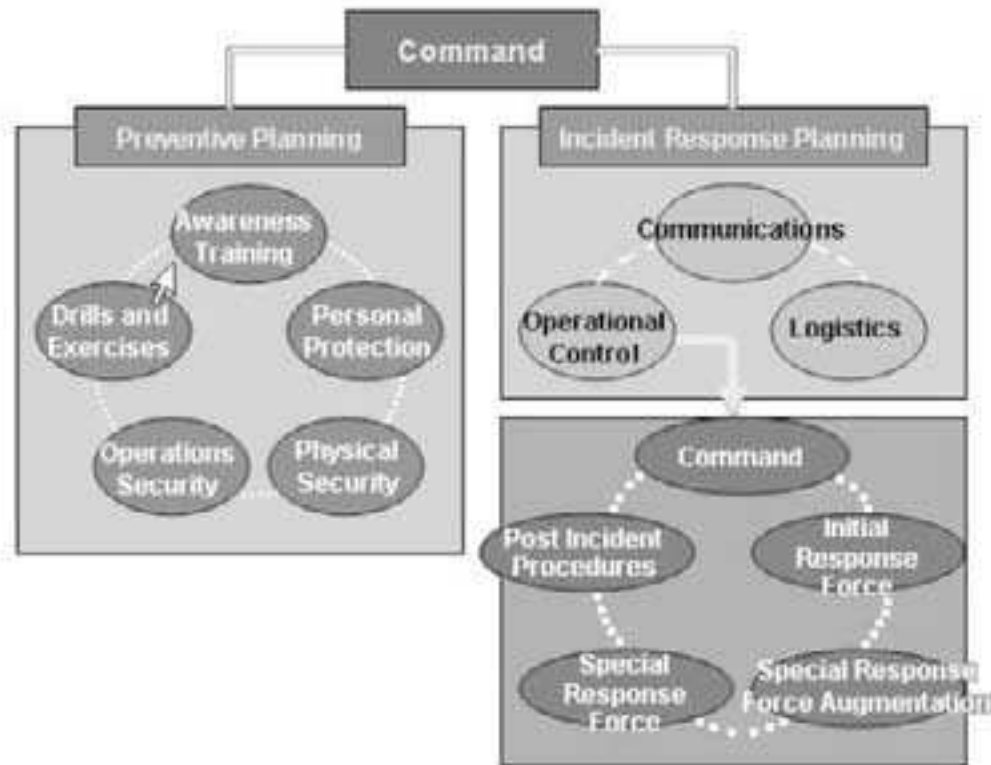 Command
Preventive Planning
Awareness
Training
Drills and
Exercises
Personal
Protection
Operations
Security
Physical
Security
Incident Response Planning
Communications
Operational
Control
Logistics
Command
Post Incident
Procedures
Initial
Response
Force
Special
Response
Force
Special Response
Force Augmentation